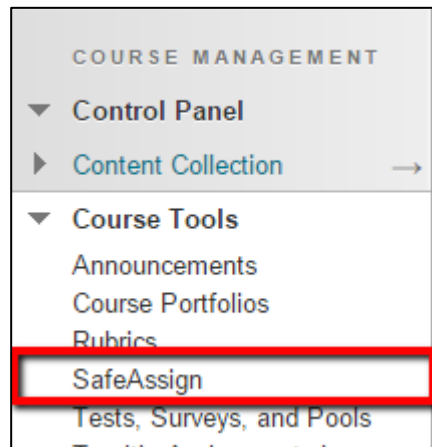 COURSE MANAGEMENT
Control Panel
Content Collection →
Course Tools
Announcements
Course Portfolios
Rubrics
SafeAssign
Tests, Surveys, and Pools